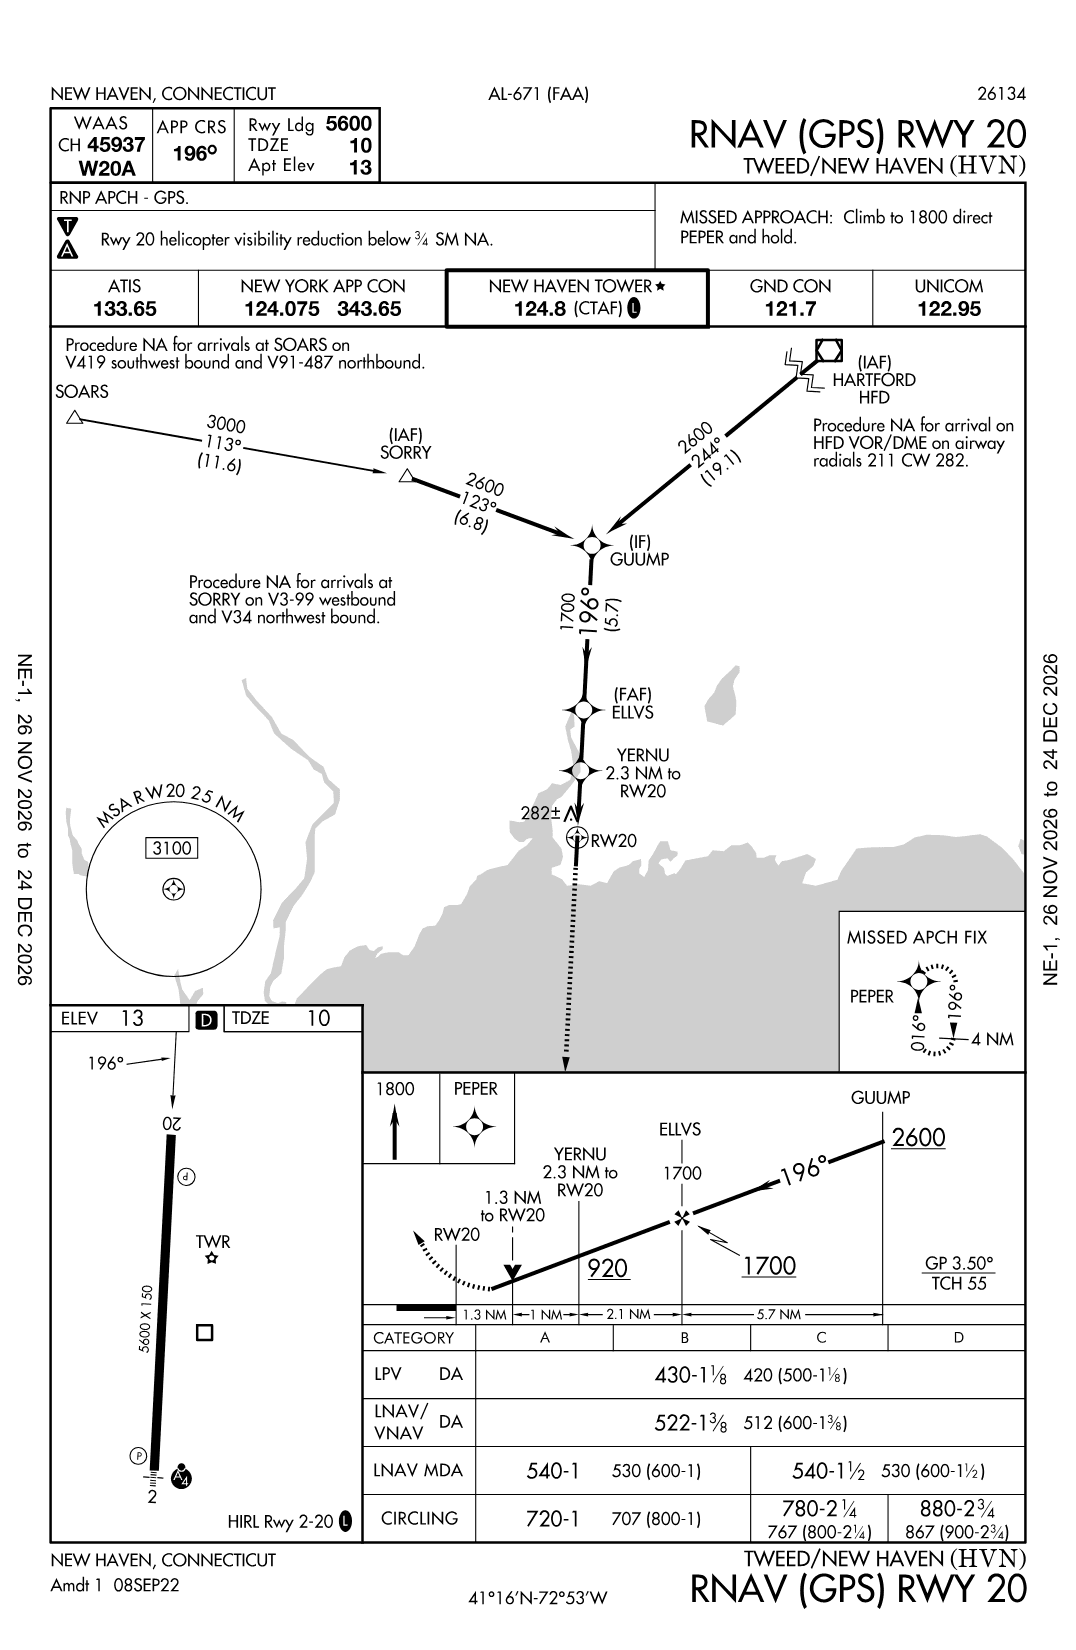 NEW HAVEN, CONNECTICUT
AL-671 (FAA)
26134
WAAS
CH 45937
W20A
APP CRS
196°
Rwy Ldg 5600
TDZE 10
Apt Elev 13
RNAV (GPS) RWY 20
TWEED/NEW HAVEN (HVN)
RNP APCH - GPS.
T
A
Rwy 20 helicopter visibility reduction below ¾ SM NA.
MISSED APPROACH: Climb to 1800 direct
PEPER and hold.
ATIS
133.65
NEW YORK APP CON
124.075 343.65
NEW HAVEN TOWER★
124.8 (CTAF) L
GND CON
121.7
UNICOM
122.95
Procedure NA for arrivals at SOARS on
V419 southwest bound and V91-487 northbound.
SOARS
3000
113°
(11.6)
(IAF)
SORRY
2600
123°
(6.8)
(IAF)
HARTFORD
HFD
Procedure NA for arrival on
HFD VOR/DME on airway
radials 211 CW 282.
2600
244°
(19.1)
(IF)
GUUMP
Procedure NA for arrivals at
SORRY on V3-99 westbound
and V34 northwest bound.
1700
196°
(5.7)
(FAF)
ELLVS
YERNU
2.3 NM to
RW20
282±
RW20
MSA RW20 25 NM
3100
MISSED APCH FIX
PEPER
016°
196°
4 NM
NE-1, 26 NOV 2026 to 24 DEC 2026
NE-1, 26 NOV 2026 to 24 DEC 2026
ELEV 13
D
TDZE 10
196°
20
P
TWR
5600 X 150
P
A4
2
HIRL Rwy 2-20 L
1800
PEPER
GUUMP
2600
ELLVS
1700
196°
YERNU
2.3 NM to
RW20
1.3 NM
to RW20
RW20
920
1700
GP 3.50°
TCH 55
1.3 NM
1 NM
2.1 NM
5.7 NM
CATEGORY A B C D
LPV DA 430-1⅛ 420 (500-1⅛)
LNAV/
VNAV DA 522-1⅜ 512 (600-1⅜)
LNAV MDA 540-1 530 (600-1) 540-1½ 530 (600-1½)
CIRCLING 720-1 707 (800-1)
780-2¼
767 (800-2¼)
880-2¾
867 (900-2¾)
NEW HAVEN, CONNECTICUT
Amdt 1 08SEP22
41°16'N-72°53'W
TWEED/NEW HAVEN (HVN)
RNAV (GPS) RWY 20